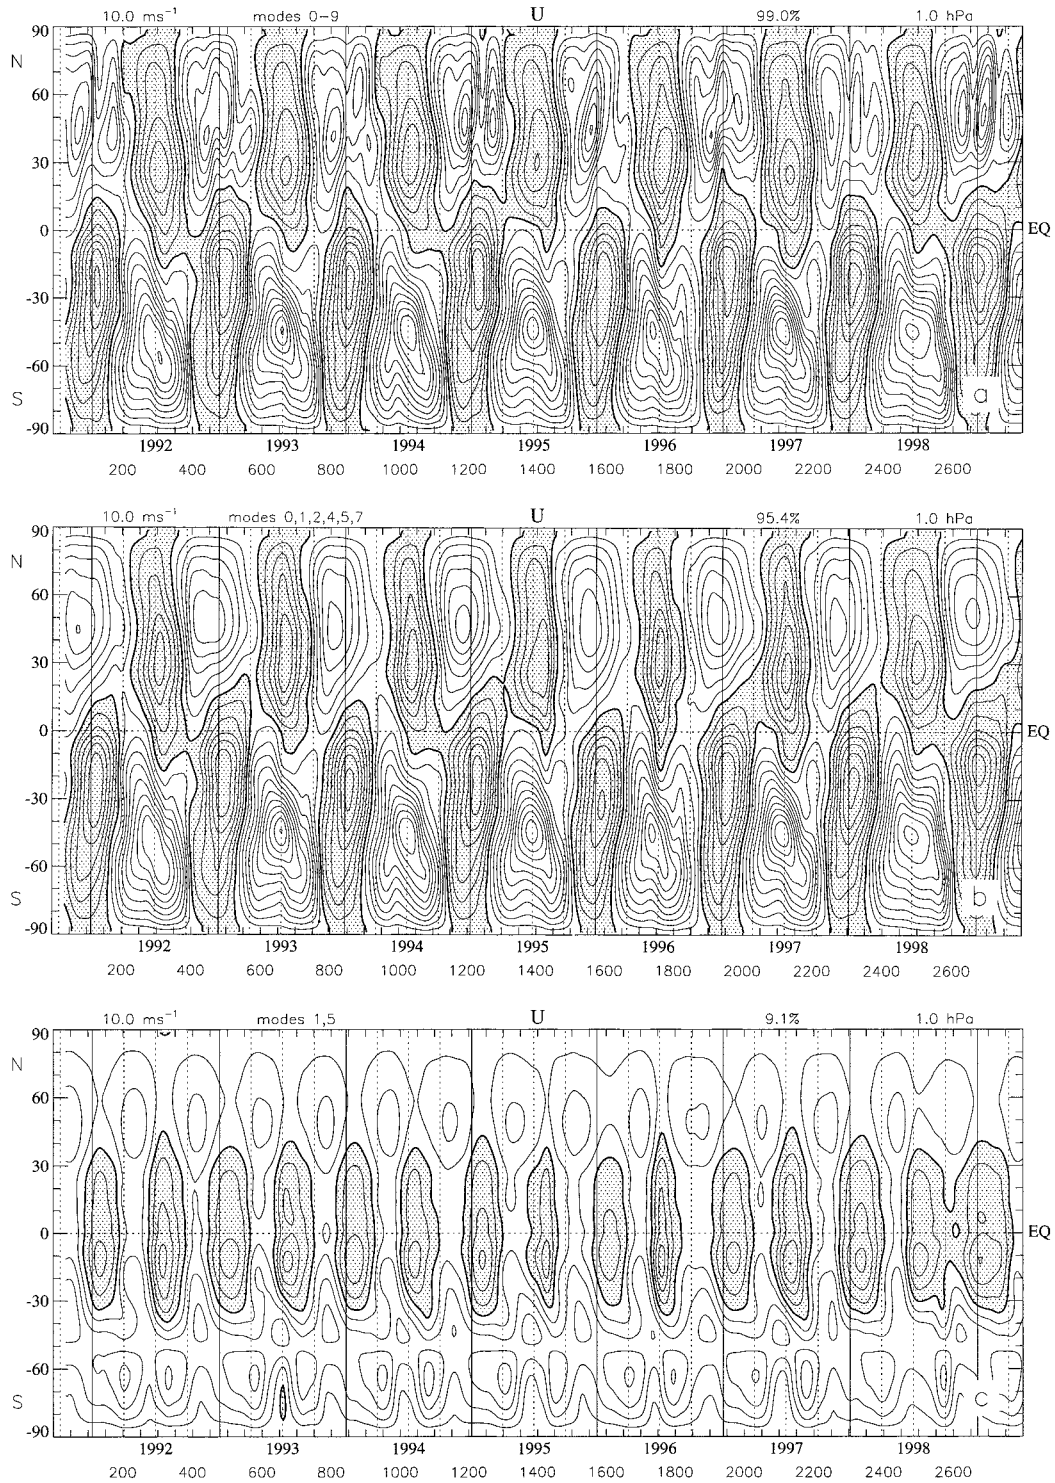 10.0 ms⁻¹ modes 0-9 U 99.0% 1.0 hPa
90
N
60
30
0 EQ
-30
-60
S a
-90
1992 1993 1994 1995 1996 1997 1998
200 400 600 800 1000 1200 1400 1600 1800 2000 2200 2400 2600
10.0 ms⁻¹ modes 0,1,2,4,5,7 U 95.4% 1.0 hPa
90
N
60
30
0 EQ
-30
-60
S b
-90
1992 1993 1994 1995 1996 1997 1998
200 400 600 800 1000 1200 1400 1600 1800 2000 2200 2400 2600
10.0 ms⁻¹ modes 1,5 U 9.1% 1.0 hPa
90
N
60
30
0 EQ
-30
-60
S c
-90
1992 1993 1994 1995 1996 1997 1998
200 400 600 800 1000 1200 1400 1600 1800 2000 2200 2400 2600